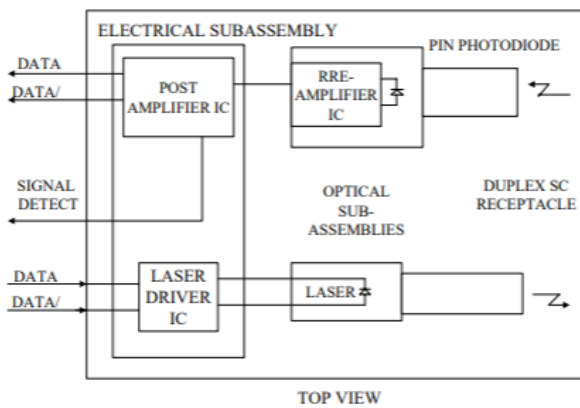 ELECTRICAL SUBASSEMBLY
PIN PHOTODIODE
DATA
DATA/
POST
AMPLIFIER IC
RRE-
AMPLIFIER
IC
SIGNAL
DETECT
OPTICAL
SUB-
ASSEMBLIES
DUPLEX SC
RECEPTACLE
DATA
DATA/
LASER
DRIVER
IC
LASER
TOP VIEW